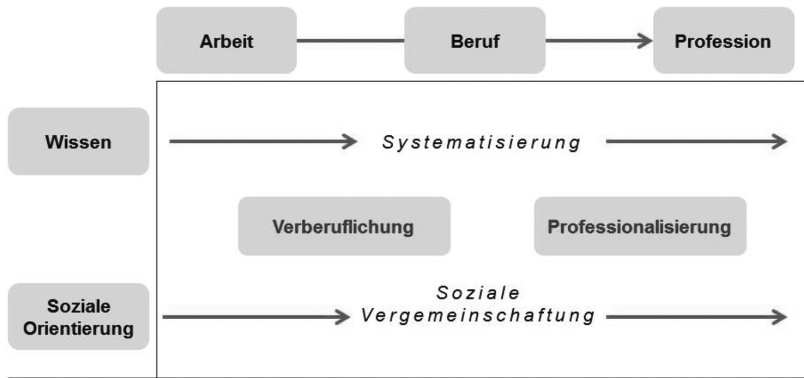 Arbeit
Beruf
Profession
Wissen
Systematisierung
Verberuflichung
Professionalisierung
Soziale
Orientierung
Soziale
Vergemeinschaftung